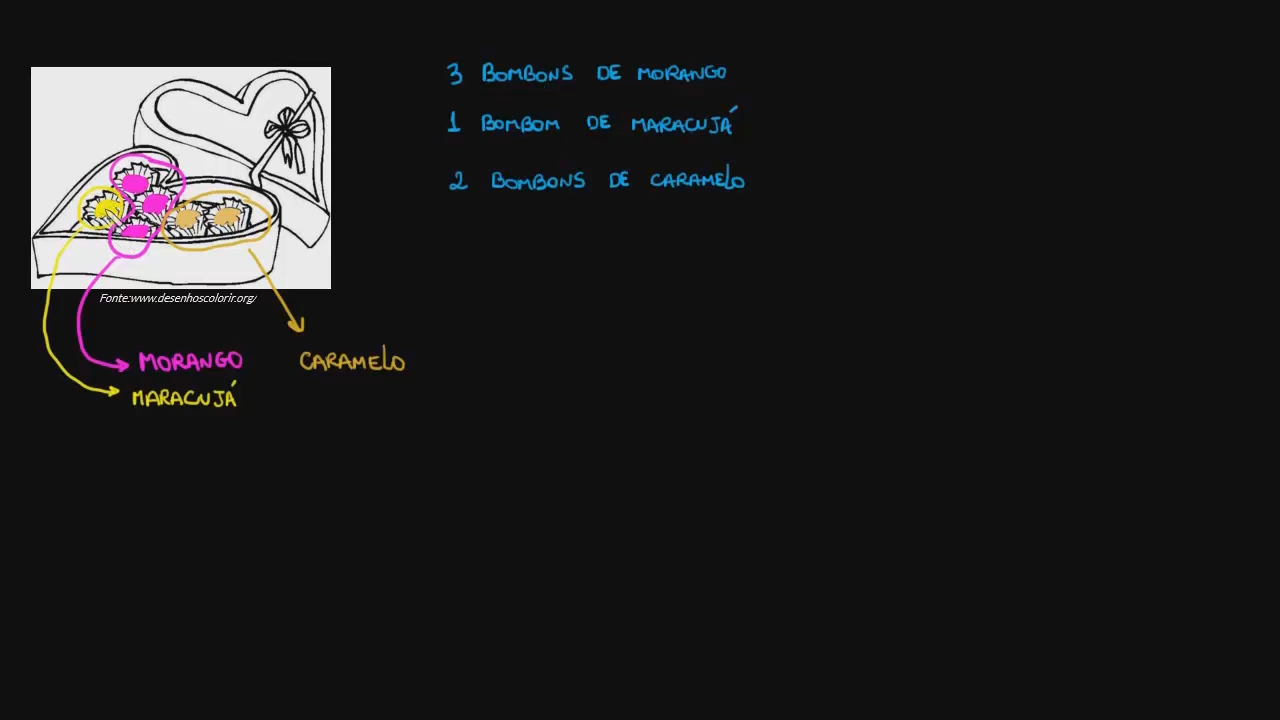 3 BOMBONS DE MORANGO
1 BOMBOM DE MARACUJÁ
2 BOMBONS DE CARAMELO
Fonte:www.desenhoscolorir.org/
MORANGO CARAMELO
MARACUJÁ